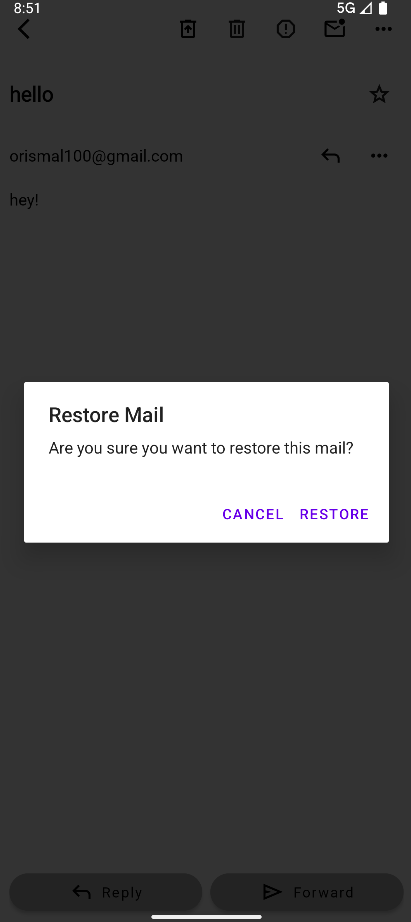 8:51
5G
hello
orismal100@gmail.com
hey!
Restore Mail
Are you sure you want to restore this mail?
CANCEL RESTORE
Reply Forward